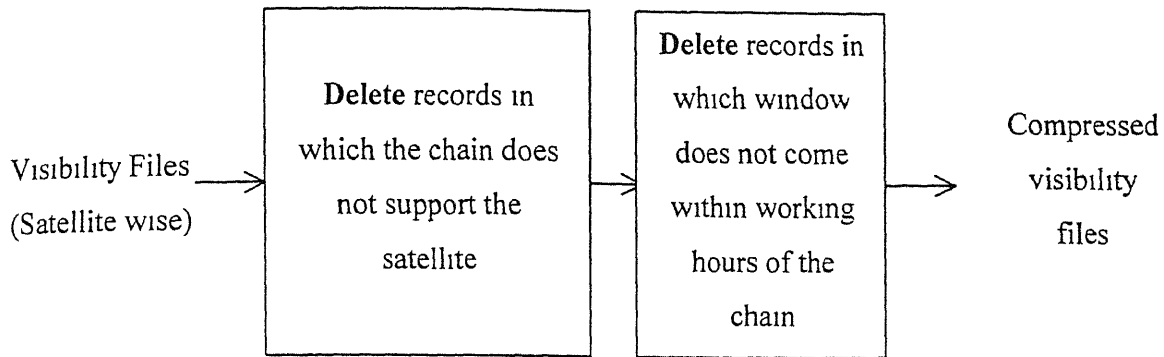 Visibility Files
(Satellite wise)
Delete records in
which the chain does
not support the
satellite
Delete records in
which window
does not come
within working
hours of the
chain
Compressed
visibility
files